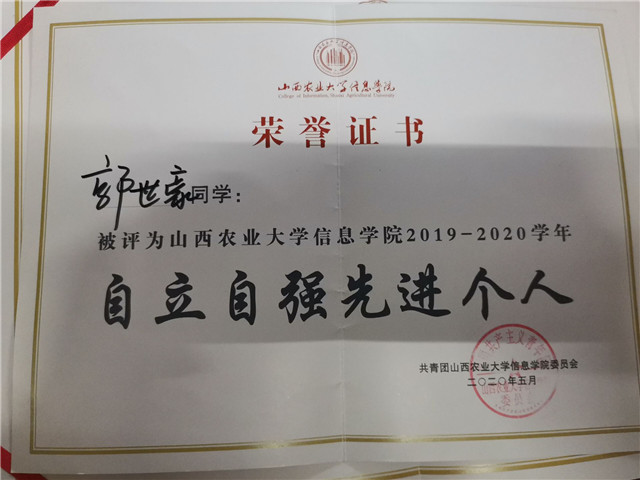 山西农业大学信息学院
College of Information, Shanxi Agricultural University
荣誉证书
郭世豪同学：
被评为山西农业大学信息学院2019-2020学年
自立自强先进个人
共青团山西农业大学信息学院委员会
二〇二〇年五月